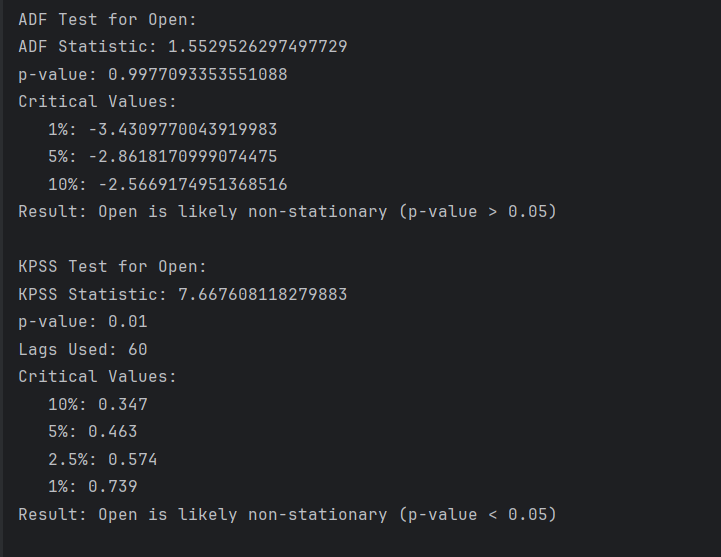 ADF Test for Open:
ADF Statistic: 1.5529526297497729
p-value: 0.9977093353551088
Critical Values:
   1%: -3.4309770043919983
   5%: -2.8618170999074475
   10%: -2.5669174951368516
Result: Open is likely non-stationary (p-value > 0.05)

KPSS Test for Open:
KPSS Statistic: 7.667608118279883
p-value: 0.01
Lags Used: 60
Critical Values:
   10%: 0.347
   5%: 0.463
   2.5%: 0.574
   1%: 0.739
Result: Open is likely non-stationary (p-value < 0.05)